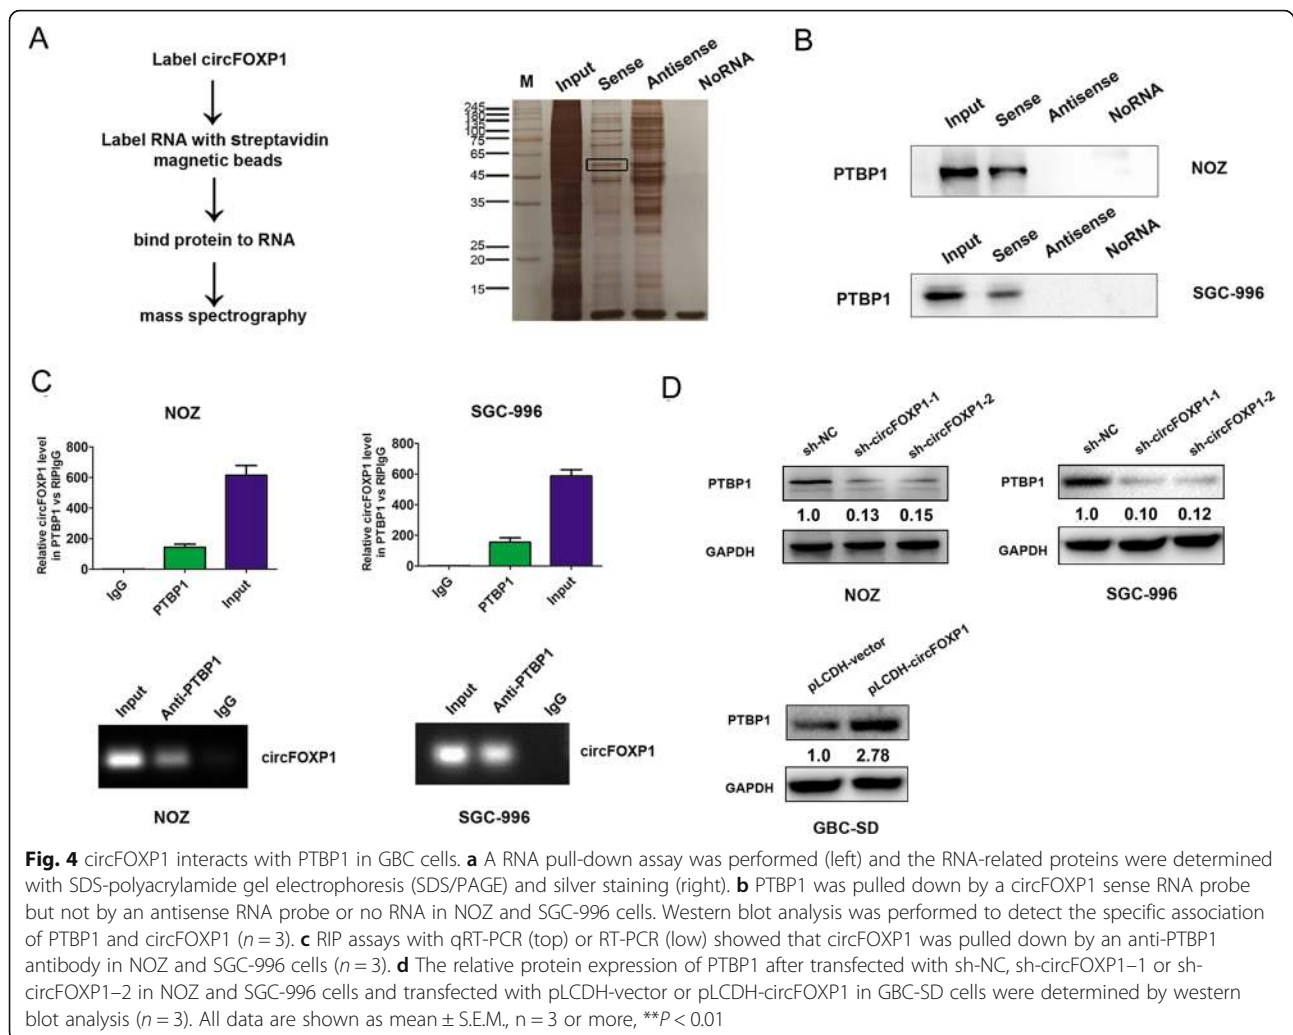 A
Label circFOXP1
Label RNA with streptavidin
magnetic beads
bind protein to RNA
mass spectrography
M Input Sense Antisense NoRNA
245
180
135
100
75
65
45
35
25
20
15
B
Input Sense Antisense NoRNA
PTBP1 NOZ
Input Sense Antisense NoRNA
PTBP1 SGC-996
C
NOZ
Relative circFOXP1 level
in PTBP1 vs RIPIgG
800
600
400
200
0
IgG PTBP1 Input
SGC-996
Relative circFOXP1 level
in PTBP1 vs RIPIgG
800
600
400
200
0
IgG PTBP1 Input
Input Anti-PTBP1 IgG
circFOXP1
NOZ
Input Anti-PTBP1 IgG
circFOXP1
SGC-996
D
sh-NC sh-circFOXP1-1 sh-circFOXP1-2
PTBP1
1.0 0.13 0.15
GAPDH
NOZ
sh-NC sh-circFOXP1-1 sh-circFOXP1-2
PTBP1
1.0 0.10 0.12
GAPDH
SGC-996
pLCDH-vector pLCDH-circFOXP1
PTBP1
1.0 2.78
GAPDH
GBC-SD
Fig. 4 circFOXP1 interacts with PTBP1 in GBC cells. a A RNA pull-down assay was performed (left) and the RNA-related proteins were determined
with SDS-polyacrylamide gel electrophoresis (SDS/PAGE) and silver staining (right). b PTBP1 was pulled down by a circFOXP1 sense RNA probe
but not by an antisense RNA probe or no RNA in NOZ and SGC-996 cells. Western blot analysis was performed to detect the specific association
of PTBP1 and circFOXP1 (n = 3). c RIP assays with qRT-PCR (top) or RT-PCR (low) showed that circFOXP1 was pulled down by an anti-PTBP1
antibody in NOZ and SGC-996 cells (n = 3). d The relative protein expression of PTBP1 after transfected with sh-NC, sh-circFOXP1–1 or sh-
circFOXP1–2 in NOZ and SGC-996 cells and transfected with pLCDH-vector or pLCDH-circFOXP1 in GBC-SD cells were determined by western
blot analysis (n = 3). All data are shown as mean ± S.E.M., n = 3 or more, **P < 0.01